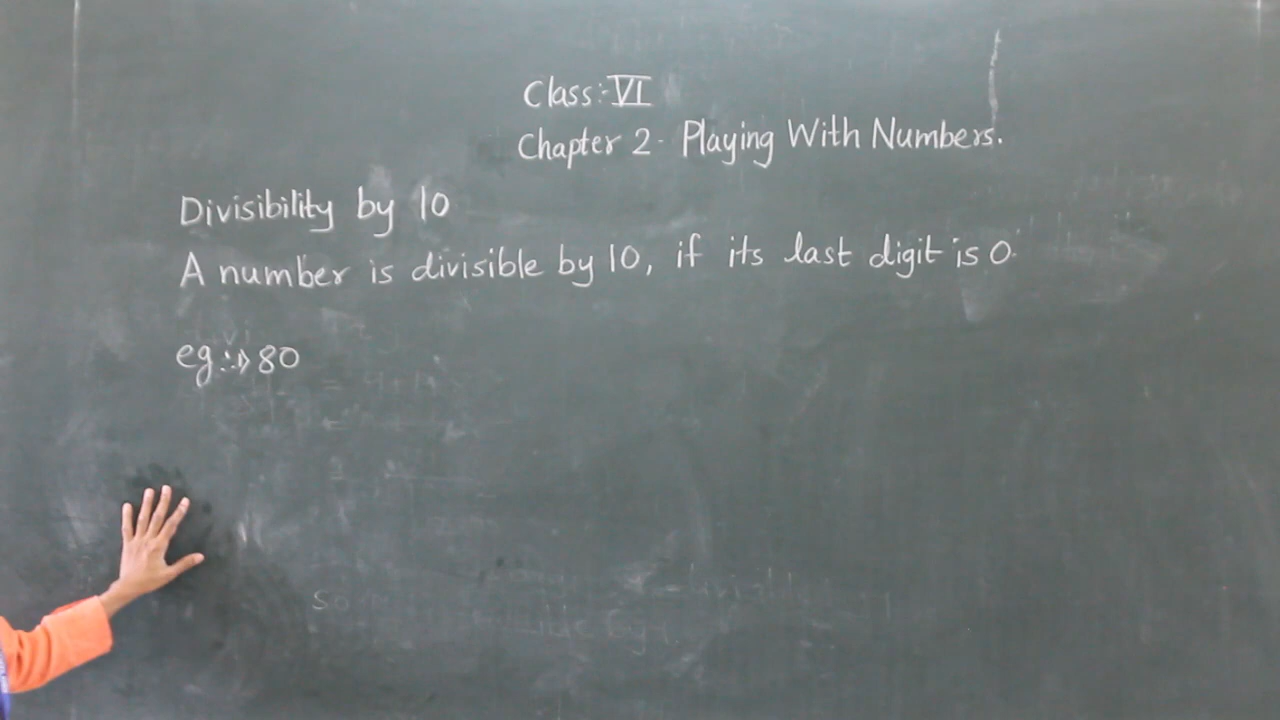 Class:- VI
Chapter 2. Playing With Numbers.
Divisibility by 10
A number is divisible by 10, if its last digit is 0.
eg:→ 80
so